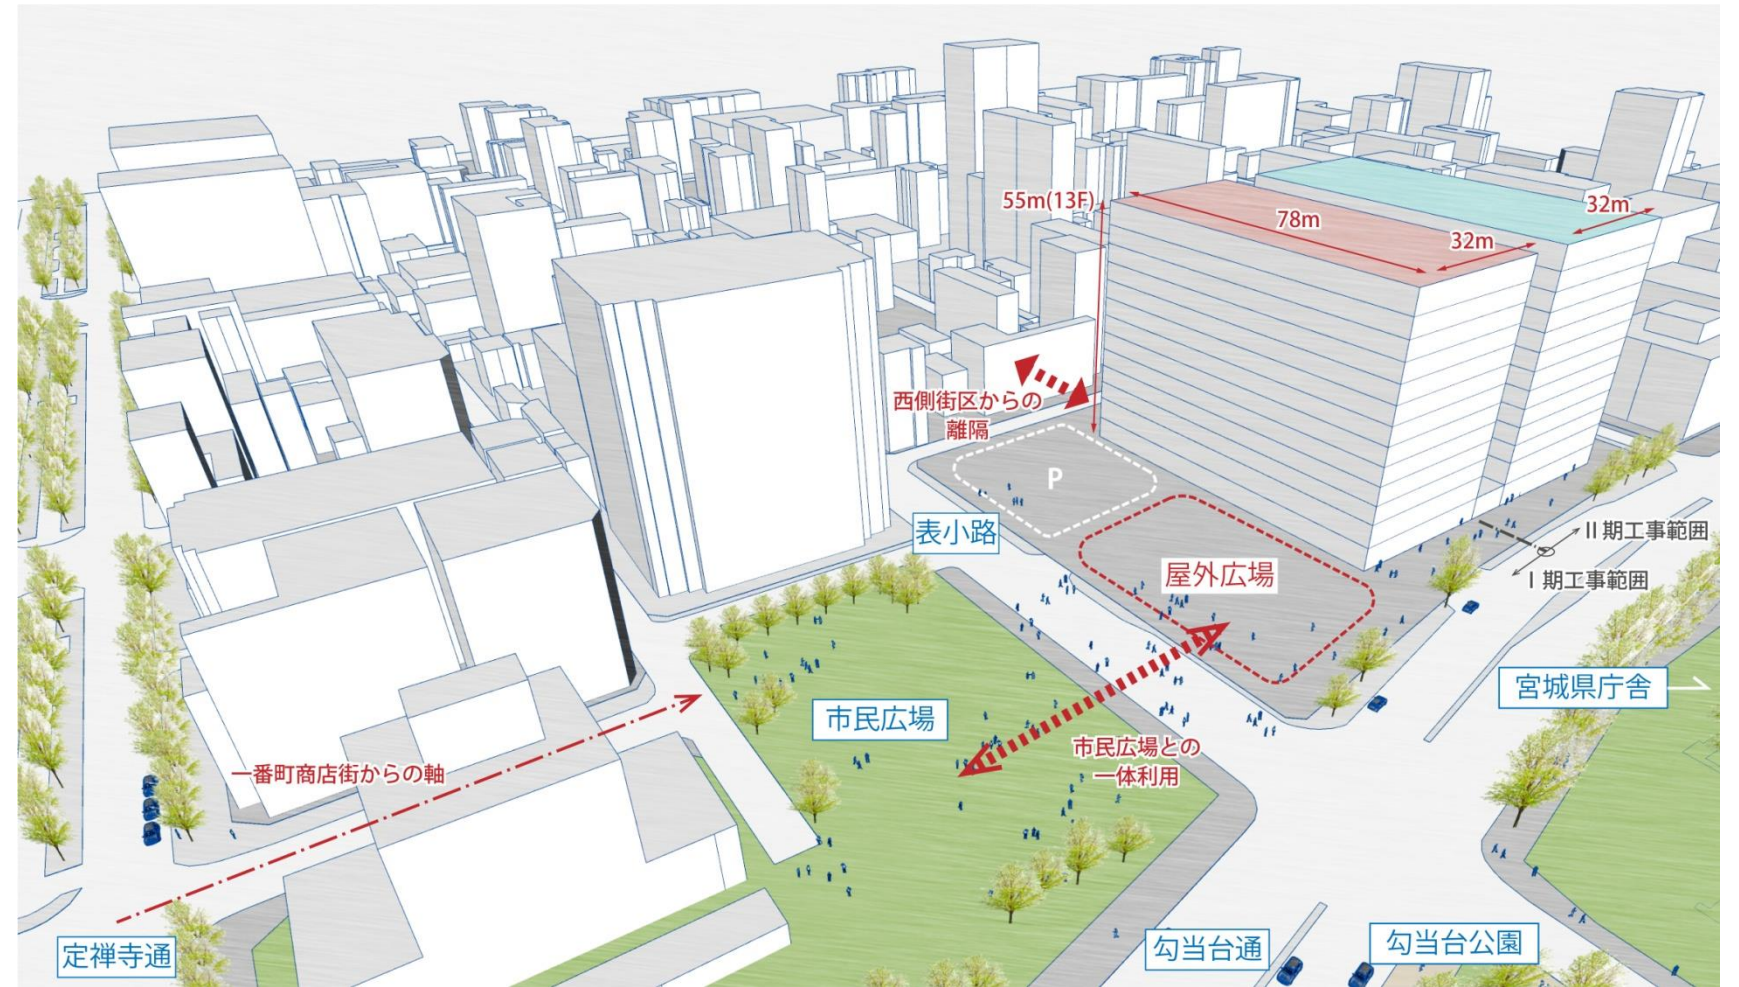 55m(13F)
78m
32m
32m
西側街区からの
離隔
P
表小路
屋外広場
Ⅱ期工事範囲
Ⅰ期工事範囲
宮城県庁舎
市民広場
市民広場との
一体利用
一番町商店街からの軸
定禅寺通
勾当台通
勾当台公園